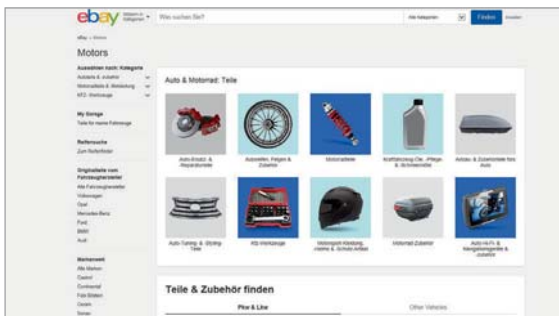 ebay
Stöbern in
Kategorien
Was suchen Sie?
Alle Kategorien
Finden
eBay > Motors
Motors
Auswählen nach: Kategorie
Autoteile & -zubehör
Motorradteile & -bekleidung
KFZ-Werkzeuge
My Garage
Teile für meine Fahrzeuge
Reifensuche
Zum Reifenfinder
Originalteile vom
Fahrzeughersteller
Alle Fahrzeughersteller
Volkswagen
Opel
Mercedes-Benz
Ford
BMW
Audi
Markenwelt
Alle Marken
Castrol
Continental
Auto & Motorrad: Teile
Auto-Ersatz- &
-Reparaturteile
Autoreifen, Felgen &
Zubehör
Motorradteile
Kraftfahrzeug-Öle, -Pflege-
& -Schmiermittel
Anbau- & Zubehörteile fürs
Auto
Auto-Tuning- & -Styling-
Teile
Kfz-Werkzeuge
Motorsport-Kleidung,
-Helme & -Schutz-Artikel
Motorrad-Zubehör
Auto-Hi-Fi- &
Navigationsgeräte &
-zubehör
Teile & Zubehör finden
Pkw & Lkw
Other Vehicles